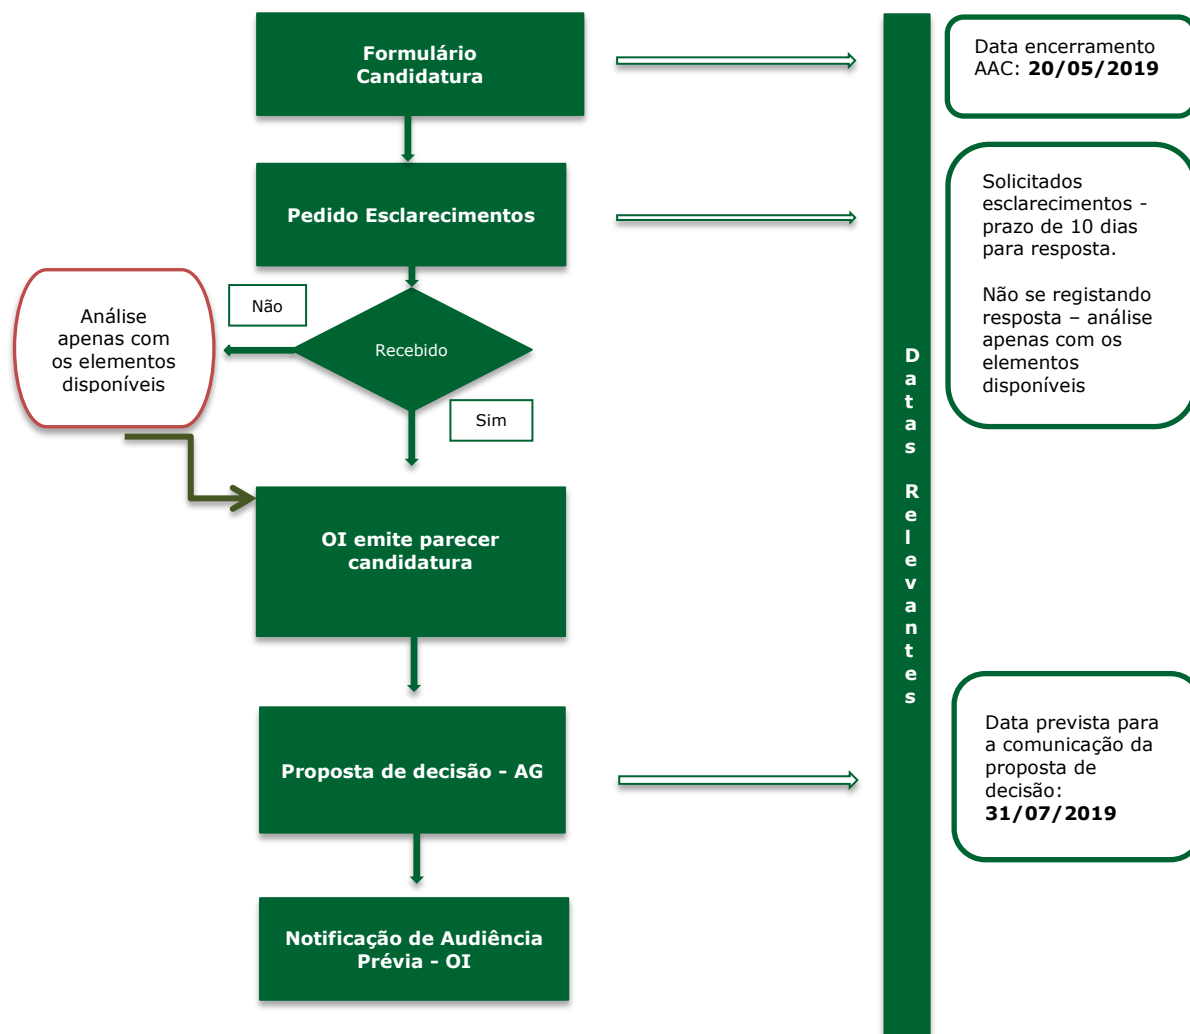 Formulário
Candidatura
Data encerramento
AAC: 20/05/2019
Pedido Esclarecimentos
Solicitados
esclarecimentos -
prazo de 10 dias
para resposta.
Não se registando
resposta – análise
apenas com os
elementos
disponíveis
Não
Análise
apenas com
os elementos
disponíveis
Recebido
Sim
Datas Relevantes
OI emite parecer
candidatura
Proposta de decisão - AG
Data prevista para
a comunicação da
proposta de
decisão:
31/07/2019
Notificação de Audiência
Prévia - OI